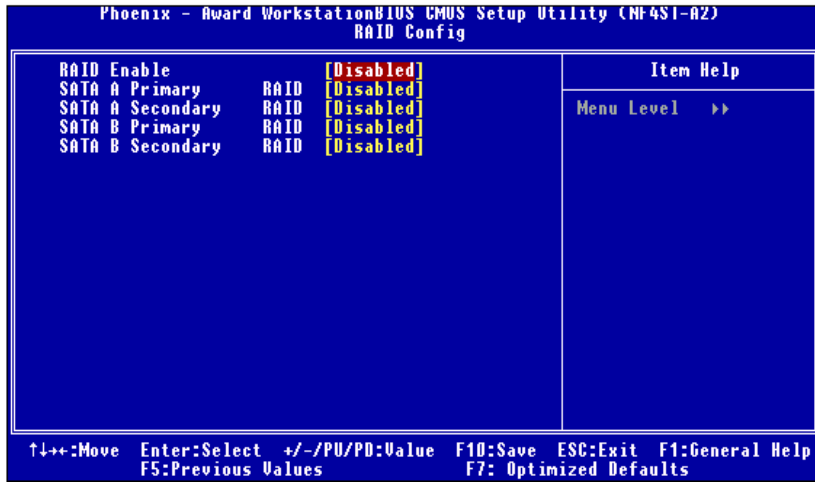 Phoenix - Award WorkstationBIOS CMOS Setup Utility (NF4ST-A2)
RAID Config
RAID Enable [Disabled]
SATA A Primary RAID [Disabled]
SATA A Secondary RAID [Disabled]
SATA B Primary RAID [Disabled]
SATA B Secondary RAID [Disabled]
Item Help
Menu Level ▸▸
↑↓→←:Move Enter:Select +/-/PU/PD:Value F10:Save ESC:Exit F1:General Help
F5:Previous Values F7: Optimized Defaults